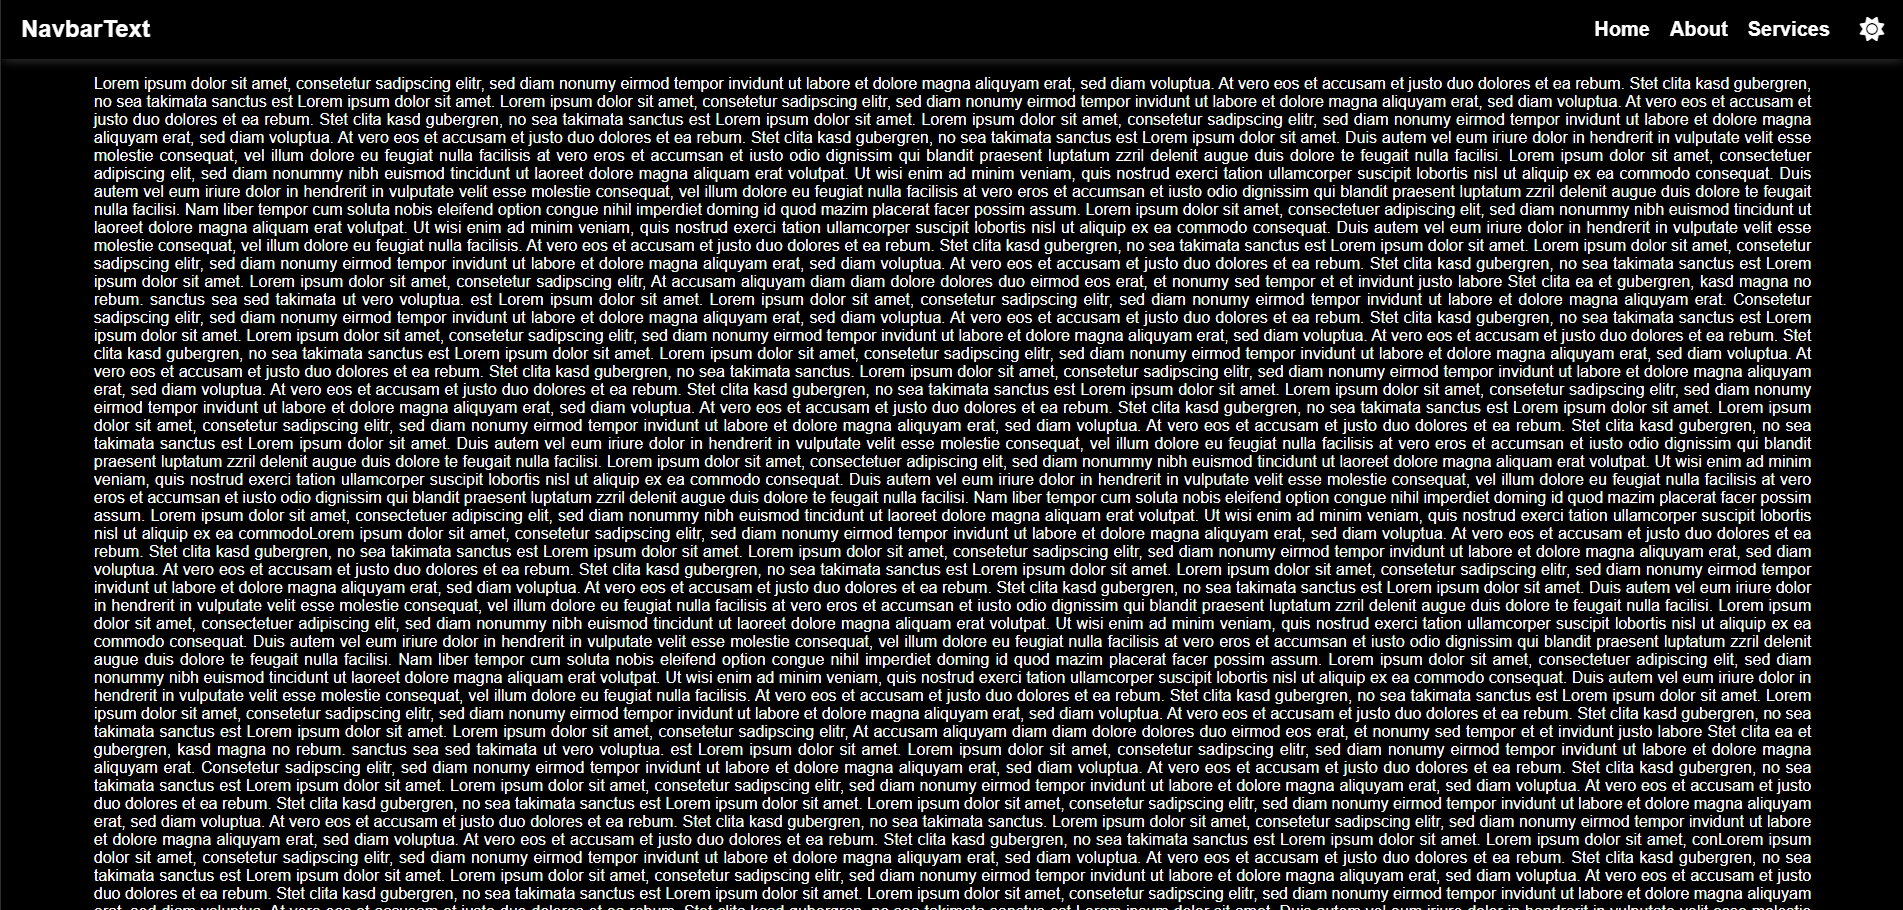 NavbarText
Home About Services
Lorem ipsum dolor sit amet, consetetur sadipscing elitr, sed diam nonumy eirmod tempor invidunt ut labore et dolore magna aliquyam erat, sed diam voluptua. At vero eos et accusam et justo duo dolores et ea rebum. Stet clita kasd gubergren,
no sea takimata sanctus est Lorem ipsum dolor sit amet. Lorem ipsum dolor sit amet, consetetur sadipscing elitr, sed diam nonumy eirmod tempor invidunt ut labore et dolore magna aliquyam erat, sed diam voluptua. At vero eos et accusam et
justo duo dolores et ea rebum. Stet clita kasd gubergren, no sea takimata sanctus est Lorem ipsum dolor sit amet. Lorem ipsum dolor sit amet, consetetur sadipscing elitr, sed diam nonumy eirmod tempor invidunt ut labore et dolore magna
aliquyam erat, sed diam voluptua. At vero eos et accusam et justo duo dolores et ea rebum. Stet clita kasd gubergren, no sea takimata sanctus est Lorem ipsum dolor sit amet. Duis autem vel eum iriure dolor in hendrerit in vulputate velit esse
molestie consequat, vel illum dolore eu feugiat nulla facilisis at vero eros et accumsan et iusto odio dignissim qui blandit praesent luptatum zzril delenit augue duis dolore te feugait nulla facilisi. Lorem ipsum dolor sit amet, consectetuer
adipiscing elit, sed diam nonummy nibh euismod tincidunt ut laoreet dolore magna aliquam erat volutpat. Ut wisi enim ad minim veniam, quis nostrud exerci tation ullamcorper suscipit lobortis nisl ut aliquip ex ea commodo consequat. Duis
autem vel eum iriure dolor in hendrerit in vulputate velit esse molestie consequat, vel illum dolore eu feugiat nulla facilisis at vero eros et accumsan et iusto odio dignissim qui blandit praesent luptatum zzril delenit augue duis dolore te feugait
nulla facilisi. Nam liber tempor cum soluta nobis eleifend option congue nihil imperdiet doming id quod mazim placerat facer possim assum. Lorem ipsum dolor sit amet, consectetuer adipiscing elit, sed diam nonummy nibh euismod tincidunt ut
laoreet dolore magna aliquam erat volutpat. Ut wisi enim ad minim veniam, quis nostrud exerci tation ullamcorper suscipit lobortis nisl ut aliquip ex ea commodo consequat. Duis autem vel eum iriure dolor in hendrerit in vulputate velit esse
molestie consequat, vel illum dolore eu feugiat nulla facilisis. At vero eos et accusam et justo duo dolores et ea rebum. Stet clita kasd gubergren, no sea takimata sanctus est Lorem ipsum dolor sit amet. Lorem ipsum dolor sit amet, consetetur
sadipscing elitr, sed diam nonumy eirmod tempor invidunt ut labore et dolore magna aliquyam erat, sed diam voluptua. At vero eos et accusam et justo duo dolores et ea rebum. Stet clita kasd gubergren, no sea takimata sanctus est Lorem
ipsum dolor sit amet. Lorem ipsum dolor sit amet, consetetur sadipscing elitr, At accusam aliquyam diam diam dolore dolores duo eirmod eos erat, et nonumy sed tempor et et invidunt justo labore Stet clita ea et gubergren, kasd magna no
rebum. sanctus sea sed takimata ut vero voluptua. est Lorem ipsum dolor sit amet. Lorem ipsum dolor sit amet, consetetur sadipscing elitr, sed diam nonumy eirmod tempor invidunt ut labore et dolore magna aliquyam erat. Consetetur
sadipscing elitr, sed diam nonumy eirmod tempor invidunt ut labore et dolore magna aliquyam erat, sed diam voluptua. At vero eos et accusam et justo duo dolores et ea rebum. Stet clita kasd gubergren, no sea takimata sanctus est Lorem
ipsum dolor sit amet. Lorem ipsum dolor sit amet, consetetur sadipscing elitr, sed diam nonumy eirmod tempor invidunt ut labore et dolore magna aliquyam erat, sed diam voluptua. At vero eos et accusam et justo duo dolores et ea rebum. Stet
clita kasd gubergren, no sea takimata sanctus est Lorem ipsum dolor sit amet. Lorem ipsum dolor sit amet, consetetur sadipscing elitr, sed diam nonumy eirmod tempor invidunt ut labore et dolore magna aliquyam erat, sed diam voluptua. At
vero eos et accusam et justo duo dolores et ea rebum. Stet clita kasd gubergren, no sea takimata sanctus. Lorem ipsum dolor sit amet, consetetur sadipscing elitr, sed diam nonumy eirmod tempor invidunt ut labore et dolore magna aliquyam
erat, sed diam voluptua. At vero eos et accusam et justo duo dolores et ea rebum. Stet clita kasd gubergren, no sea takimata sanctus est Lorem ipsum dolor sit amet. Lorem ipsum dolor sit amet, consetetur sadipscing elitr, sed diam nonumy
eirmod tempor invidunt ut labore et dolore magna aliquyam erat, sed diam voluptua. At vero eos et accusam et justo duo dolores et ea rebum. Stet clita kasd gubergren, no sea takimata sanctus est Lorem ipsum dolor sit amet. Lorem ipsum
dolor sit amet, consetetur sadipscing elitr, sed diam nonumy eirmod tempor invidunt ut labore et dolore magna aliquyam erat, sed diam voluptua. At vero eos et accusam et justo duo dolores et ea rebum. Stet clita kasd gubergren, no sea
takimata sanctus est Lorem ipsum dolor sit amet. Duis autem vel eum iriure dolor in hendrerit in vulputate velit esse molestie consequat, vel illum dolore eu feugiat nulla facilisis at vero eros et accumsan et iusto odio dignissim qui blandit
praesent luptatum zzril delenit augue duis dolore te feugait nulla facilisi. Lorem ipsum dolor sit amet, consectetuer adipiscing elit, sed diam nonummy nibh euismod tincidunt ut laoreet dolore magna aliquam erat volutpat. Ut wisi enim ad minim
veniam, quis nostrud exerci tation ullamcorper suscipit lobortis nisl ut aliquip ex ea commodo consequat. Duis autem vel eum iriure dolor in hendrerit in vulputate velit esse molestie consequat, vel illum dolore eu feugiat nulla facilisis at vero
eros et accumsan et iusto odio dignissim qui blandit praesent luptatum zzril delenit augue duis dolore te feugait nulla facilisi. Nam liber tempor cum soluta nobis eleifend option congue nihil imperdiet doming id quod mazim placerat facer possim
assum. Lorem ipsum dolor sit amet, consectetuer adipiscing elit, sed diam nonummy nibh euismod tincidunt ut laoreet dolore magna aliquam erat volutpat. Ut wisi enim ad minim veniam, quis nostrud exerci tation ullamcorper suscipit lobortis
nisl ut aliquip ex ea commodoLorem ipsum dolor sit amet, consetetur sadipscing elitr, sed diam nonumy eirmod tempor invidunt ut labore et dolore magna aliquyam erat, sed diam voluptua. At vero eos et accusam et justo duo dolores et ea
rebum. Stet clita kasd gubergren, no sea takimata sanctus est Lorem ipsum dolor sit amet. Lorem ipsum dolor sit amet, consetetur sadipscing elitr, sed diam nonumy eirmod tempor invidunt ut labore et dolore magna aliquyam erat, sed diam
voluptua. At vero eos et accusam et justo duo dolores et ea rebum. Stet clita kasd gubergren, no sea takimata sanctus est Lorem ipsum dolor sit amet. Lorem ipsum dolor sit amet, consetetur sadipscing elitr, sed diam nonumy eirmod tempor
invidunt ut labore et dolore magna aliquyam erat, sed diam voluptua. At vero eos et accusam et justo duo dolores et ea rebum. Stet clita kasd gubergren, no sea takimata sanctus est Lorem ipsum dolor sit amet. Duis autem vel eum iriure dolor
in hendrerit in vulputate velit esse molestie consequat, vel illum dolore eu feugiat nulla facilisis at vero eros et accumsan et iusto odio dignissim qui blandit praesent luptatum zzril delenit augue duis dolore te feugait nulla facilisi. Lorem ipsum
dolor sit amet, consectetuer adipiscing elit, sed diam nonummy nibh euismod tincidunt ut laoreet dolore magna aliquam erat volutpat. Ut wisi enim ad minim veniam, quis nostrud exerci tation ullamcorper suscipit lobortis nisl ut aliquip ex ea
commodo consequat. Duis autem vel eum iriure dolor in hendrerit in vulputate velit esse molestie consequat, vel illum dolore eu feugiat nulla facilisis at vero eros et accumsan et iusto odio dignissim qui blandit praesent luptatum zzril delenit
augue duis dolore te feugait nulla facilisi. Nam liber tempor cum soluta nobis eleifend option congue nihil imperdiet doming id quod mazim placerat facer possim assum. Lorem ipsum dolor sit amet, consectetuer adipiscing elit, sed diam
nonummy nibh euismod tincidunt ut laoreet dolore magna aliquam erat volutpat. Ut wisi enim ad minim veniam, quis nostrud exerci tation ullamcorper suscipit lobortis nisl ut aliquip ex ea commodo consequat. Duis autem vel eum iriure dolor in
hendrerit in vulputate velit esse molestie consequat, vel illum dolore eu feugiat nulla facilisis. At vero eos et accusam et justo duo dolores et ea rebum. Stet clita kasd gubergren, no sea takimata sanctus est Lorem ipsum dolor sit amet. Lorem
ipsum dolor sit amet, consetetur sadipscing elitr, sed diam nonumy eirmod tempor invidunt ut labore et dolore magna aliquyam erat, sed diam voluptua. At vero eos et accusam et justo duo dolores et ea rebum. Stet clita kasd gubergren, no sea
takimata sanctus est Lorem ipsum dolor sit amet. Lorem ipsum dolor sit amet, consetetur sadipscing elitr, At accusam aliquyam diam diam dolore dolores duo eirmod eos erat, et nonumy sed tempor et et invidunt justo labore Stet clita ea et
gubergren, kasd magna no rebum. sanctus sea sed takimata ut vero voluptua. est Lorem ipsum dolor sit amet. Lorem ipsum dolor sit amet, consetetur sadipscing elitr, sed diam nonumy eirmod tempor invidunt ut labore et dolore magna
aliquyam erat. Consetetur sadipscing elitr, sed diam nonumy eirmod tempor invidunt ut labore et dolore magna aliquyam erat, sed diam voluptua. At vero eos et accusam et justo duo dolores et ea rebum. Stet clita kasd gubergren, no sea
takimata sanctus est Lorem ipsum dolor sit amet. Lorem ipsum dolor sit amet, consetetur sadipscing elitr, sed diam nonumy eirmod tempor invidunt ut labore et dolore magna aliquyam erat, sed diam voluptua. At vero eos et accusam et justo
duo dolores et ea rebum. Stet clita kasd gubergren, no sea takimata sanctus est Lorem ipsum dolor sit amet. Lorem ipsum dolor sit amet, consetetur sadipscing elitr, sed diam nonumy eirmod tempor invidunt ut labore et dolore magna aliquyam
erat, sed diam voluptua. At vero eos et accusam et justo duo dolores et ea rebum. Stet clita kasd gubergren, no sea takimata sanctus. Lorem ipsum dolor sit amet, consetetur sadipscing elitr, sed diam nonumy eirmod tempor invidunt ut labore
et dolore magna aliquyam erat, sed diam voluptua. At vero eos et accusam et justo duo dolores et ea rebum. Stet clita kasd gubergren, no sea takimata sanctus est Lorem ipsum dolor sit amet. Lorem ipsum dolor sit amet, conLorem ipsum
dolor sit amet, consetetur sadipscing elitr, sed diam nonumy eirmod tempor invidunt ut labore et dolore magna aliquyam erat, sed diam voluptua. At vero eos et accusam et justo duo dolores et ea rebum. Stet clita kasd gubergren, no sea
takimata sanctus est Lorem ipsum dolor sit amet. Lorem ipsum dolor sit amet, consetetur sadipscing elitr, sed diam nonumy eirmod tempor invidunt ut labore et dolore magna aliquyam erat, sed diam voluptua. At vero eos et accusam et justo
duo dolores et ea rebum. Stet clita kasd gubergren, no sea takimata sanctus est Lorem ipsum dolor sit amet. Lorem ipsum dolor sit amet, consetetur sadipscing elitr, sed diam nonumy eirmod tempor invidunt ut labore et dolore magna aliquyam